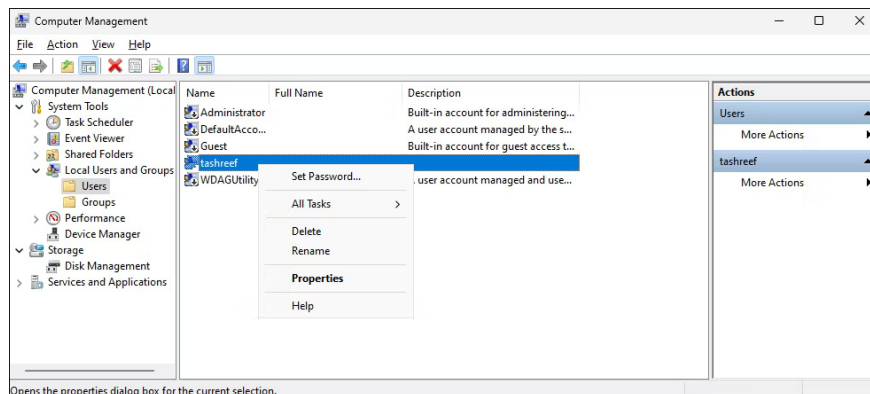 Computer Management
File Action View Help
Computer Management (Local
System Tools
Task Scheduler
Event Viewer
Shared Folders
Local Users and Groups
Users
Groups
Performance
Device Manager
Storage
Disk Management
Services and Applications
Name Full Name Description
Administrator Built-in account for administering...
DefaultAcco... A user account managed by the s...
Guest Built-in account for guest access t...
tashreef
WDAGUtility user account managed and use...
Set Password...
All Tasks
Delete
Rename
Properties
Help
Actions
Users
More Actions
tashreef
More Actions
Opens the properties dialog box for the current selection.